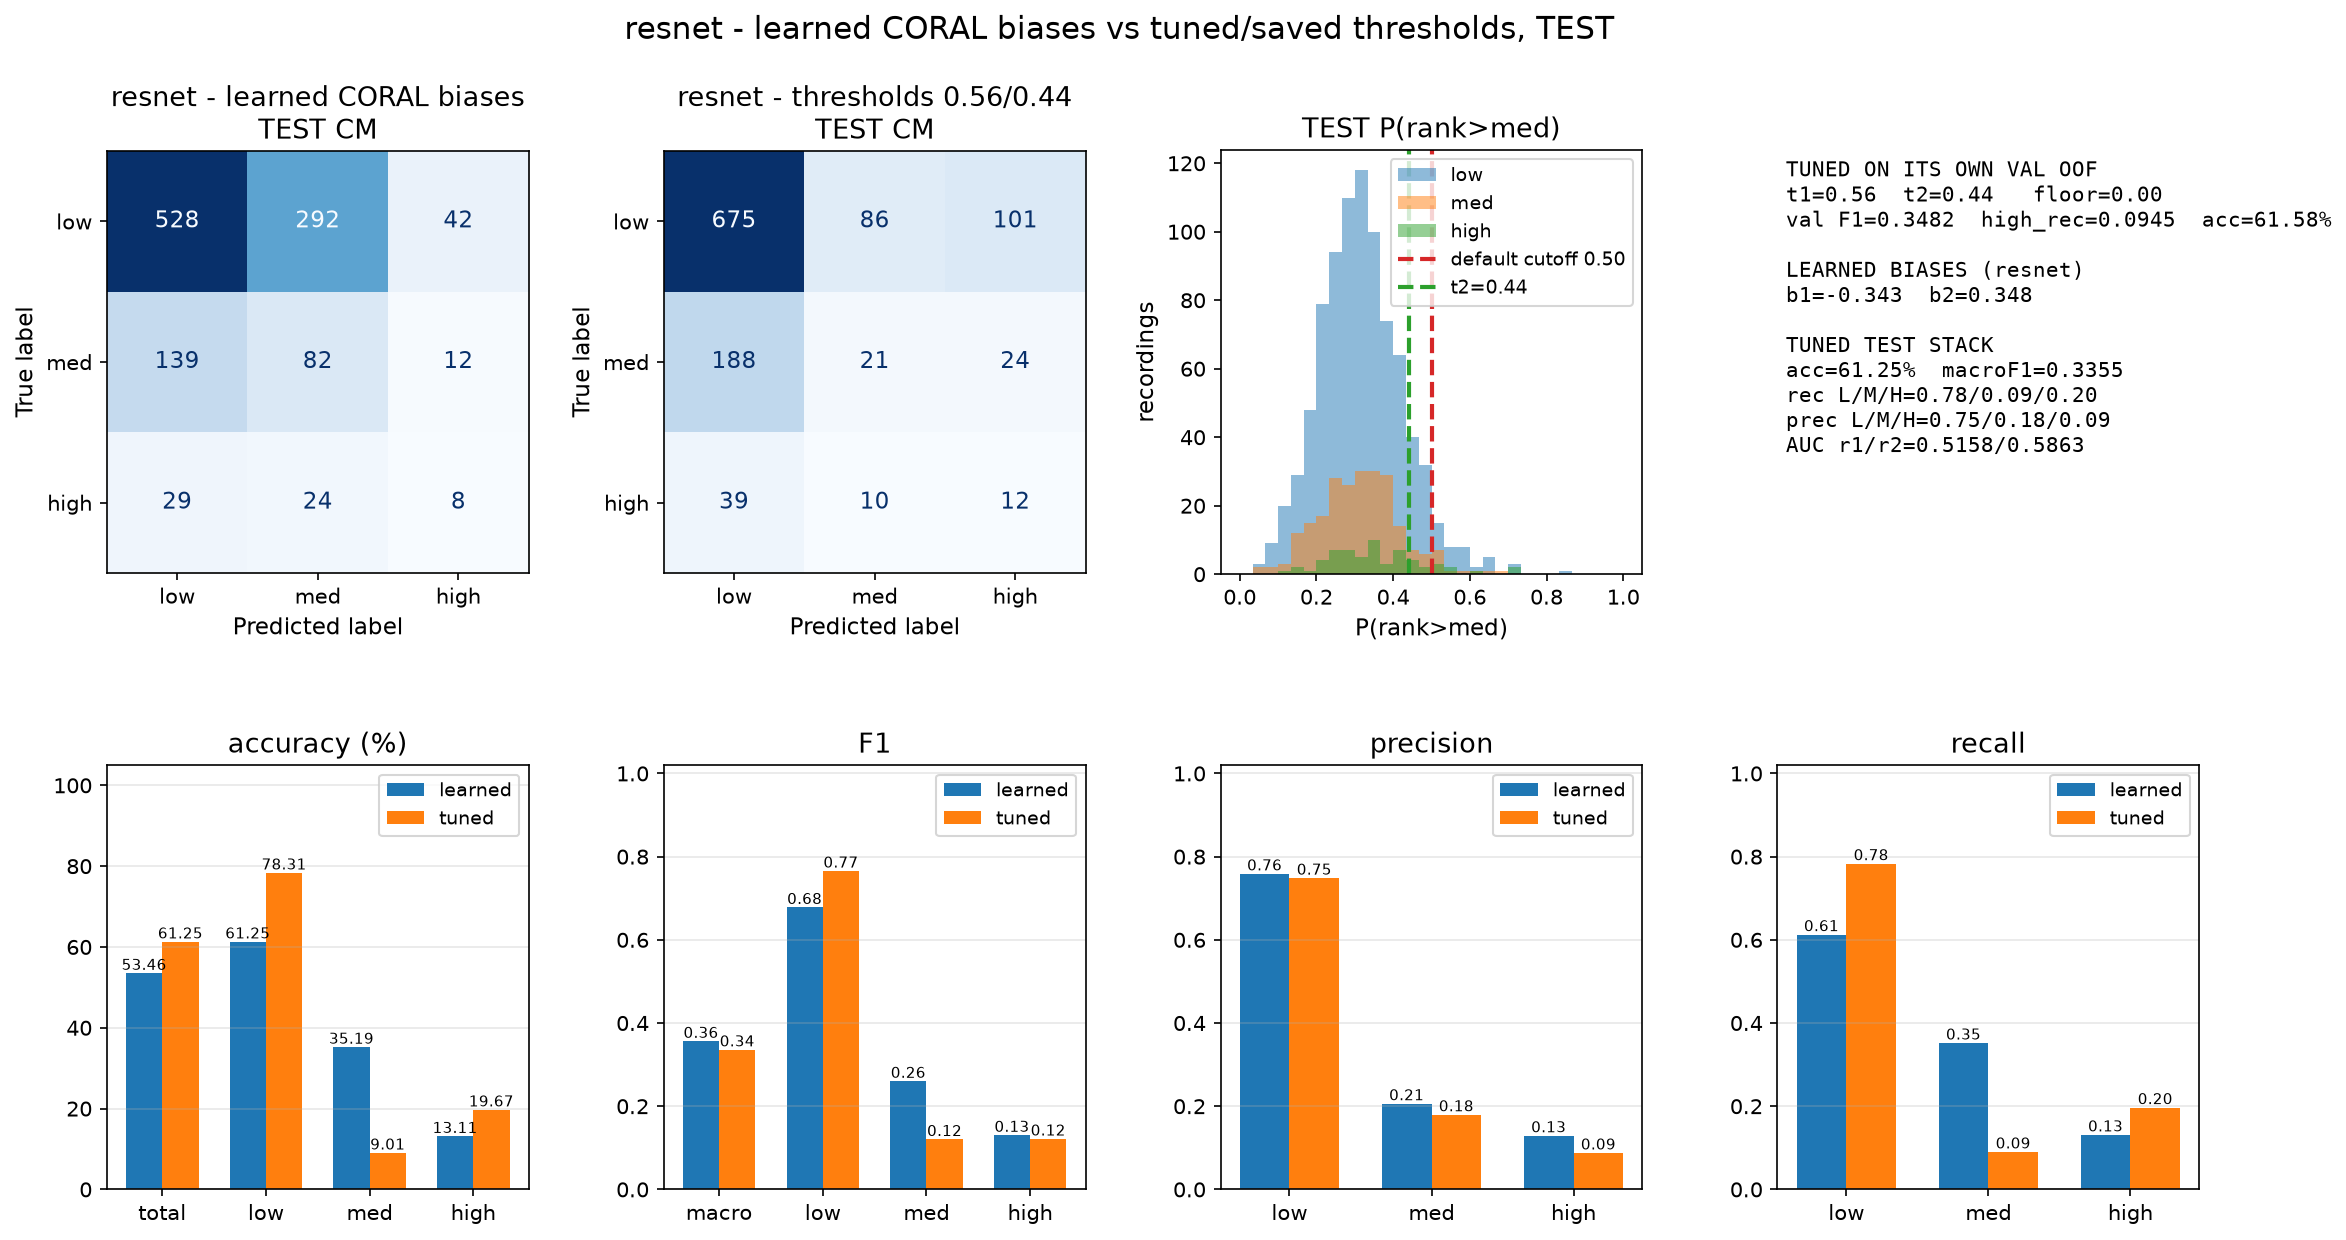 resnet - learned CORAL biases vs tuned/saved thresholds, TEST
resnet - learned CORAL biases
TEST CM
True label
low
med
high
528 292 42
139 82 12
29 24 8
low med high
Predicted label
resnet - thresholds 0.56/0.44
TEST CM
True label
low
med
high
675 86 101
188 21 24
39 10 12
low med high
Predicted label
TEST P(rank>med)
recordings
120
100
80
60
40
20
0
low
med
high
default cutoff 0.50
t2=0.44
0.0 0.2 0.4 0.6 0.8 1.0
P(rank>med)
TUNED ON ITS OWN VAL OOF
t1=0.56 t2=0.44 floor=0.00
val F1=0.3482 high_rec=0.0945 acc=61.58%
LEARNED BIASES (resnet)
b1=-0.343 b2=0.348
TUNED TEST STACK
acc=61.25% macroF1=0.3355
rec L/M/H=0.78/0.09/0.20
prec L/M/H=0.75/0.18/0.09
AUC r1/r2=0.5158/0.5863
accuracy (%)
100
80
60
40
20
0
learned
tuned
53.46 61.25 61.25 78.31 35.19 9.01 13.11 19.67
total low med high
F1
1.0
0.8
0.6
0.4
0.2
0.0
learned
tuned
0.36 0.34 0.68 0.77 0.26 0.12 0.13 0.12
macro low med high
precision
1.0
0.8
0.6
0.4
0.2
0.0
learned
tuned
0.76 0.75 0.21 0.18 0.13 0.09
low med high
recall
1.0
0.8
0.6
0.4
0.2
0.0
learned
tuned
0.61 0.78 0.35 0.09 0.13 0.20
low med high